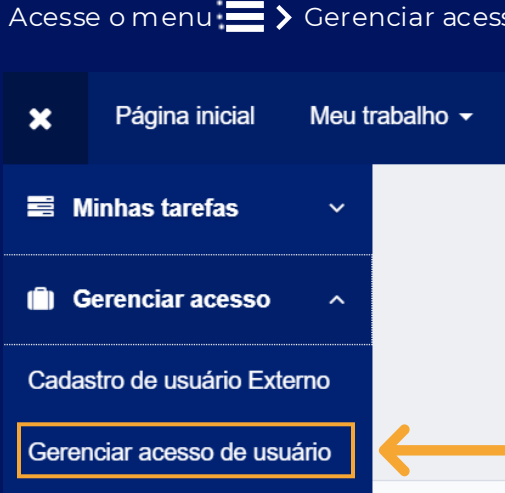 Acesse o menu: > Gerenciar
Página inicial Meu trabalho
Minhas tarefas
Gerenciar acesso
Cadastro de usuário Externo
Gerenciar acesso de usuário